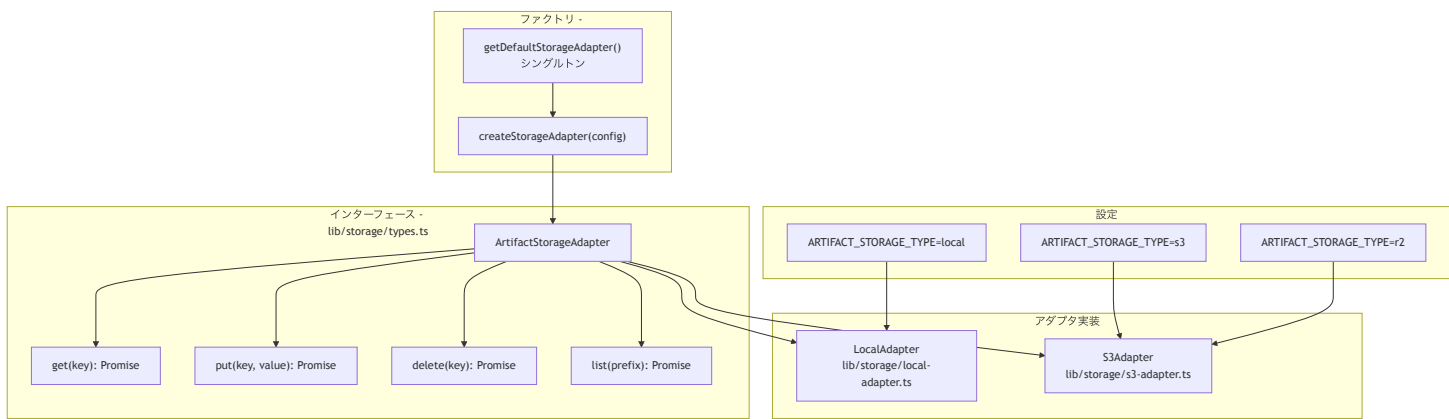 ファクトリ -
getDefaultStorageAdapter()
シングルトン
createStorageAdapter(config)
インターフェース -
lib/storage/types.ts
ArtifactStorageAdapter
get(key): Promise
put(key, value): Promise
delete(key): Promise
list(prefix): Promise
設定
ARTIFACT_STORAGE_TYPE=local
ARTIFACT_STORAGE_TYPE=s3
ARTIFACT_STORAGE_TYPE=r2
アダプタ実装
LocalAdapter
lib/storage/local-
adapter.ts
S3Adapter
lib/storage/s3-adapter.ts